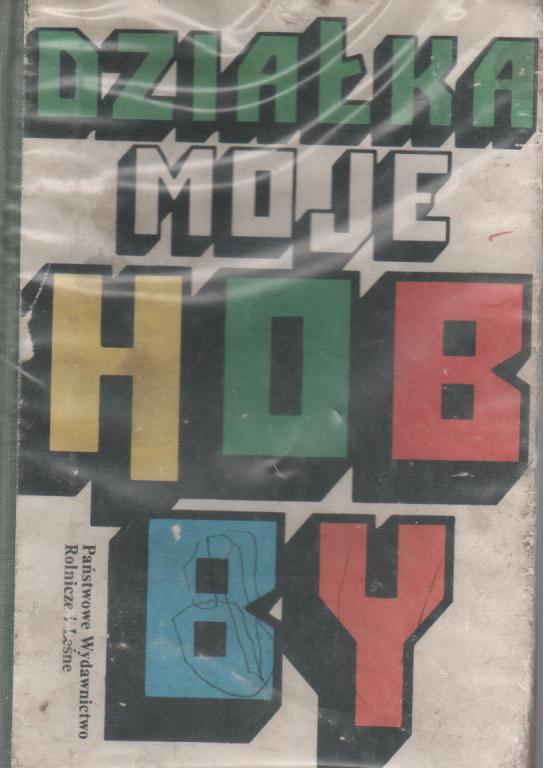 DZIAŁKA
MOJE
HOB
BY
Państwowe Wydawnictwo
Rolnicze i Leśne